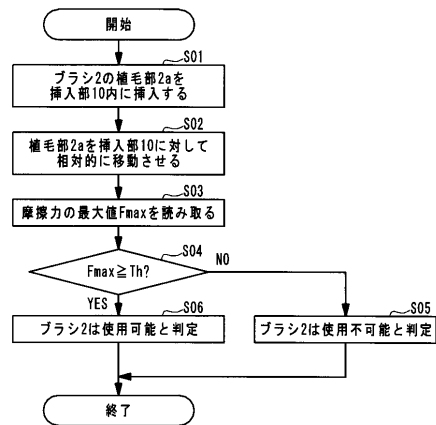 開始
S01
ブラシ2の植毛部2aを
挿入部10内に挿入する
S02
植毛部2aを挿入部10に対して
相対的に移動させる
S03
摩擦力の最大値Fmaxを読み取る
S04
Fmax≧Th?
NO
YES
S06
ブラシ2は使用可能と判定
S05
ブラシ2は使用不可能と判定
終了